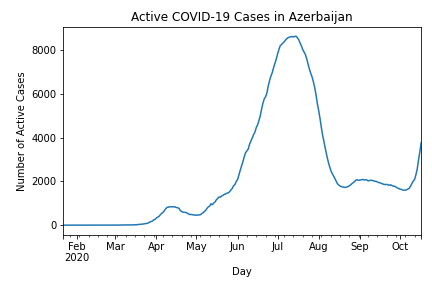 Active COVID-19 Cases in Azerbaijan
Number of Active Cases
8000
6000
4000
2000
0
Feb Mar Apr May Jun Jul Aug Sep Oct
2020
Day